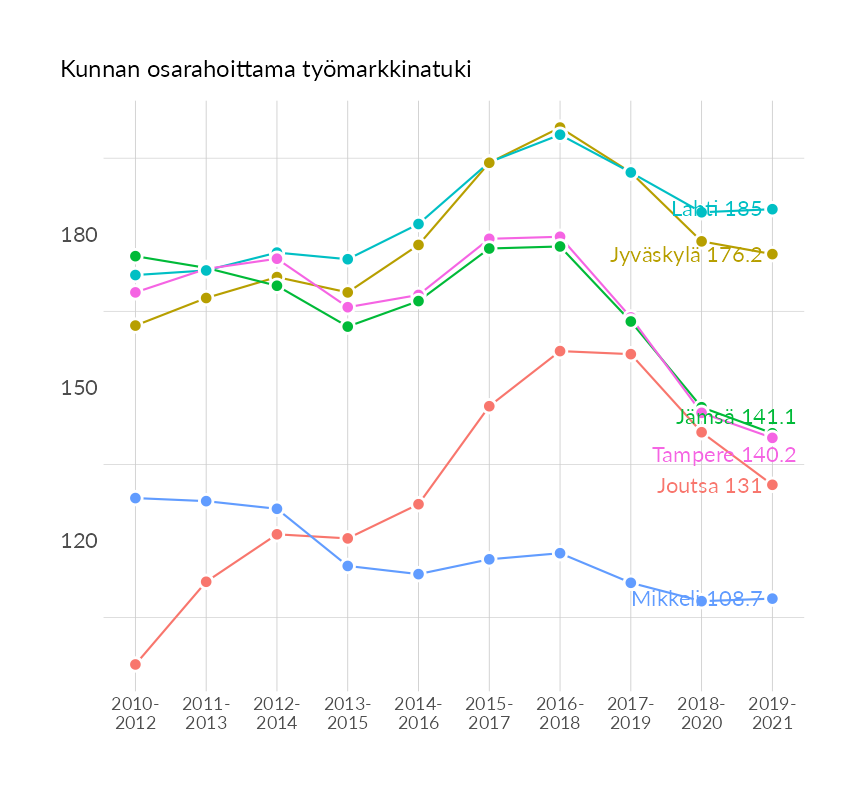 Kunnan osarahoittama työmarkkinatuki
180
150
120
Lahti 185
Jyväskylä 176.2
Jämsä 141.1
Tampere 140.2
Joutsa 131
Mikkeli 108.7
2010- 2011- 2012- 2013- 2014- 2015- 2016- 2017- 2018- 2019-
2012 2013 2014 2015 2016 2017 2018 2019 2020 2021